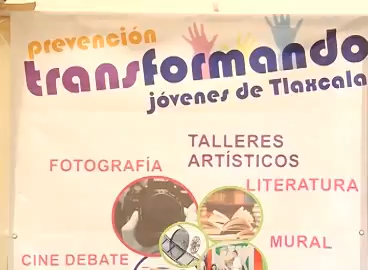 prevención
transformando
jóvenes de Tlaxcala
TALLERES
ARTÍSTICOS
FOTOGRAFÍA
LITERATURA
MURAL
CINE DEBATE